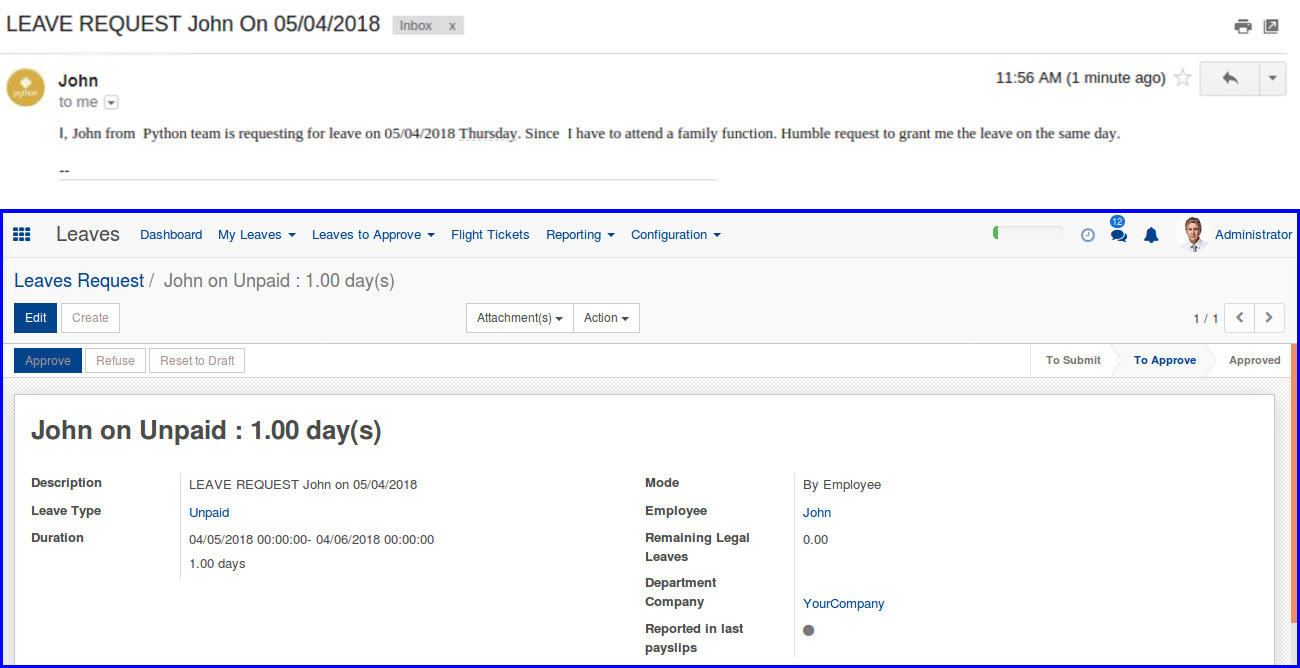 LEAVE REQUEST John On 05/04/2018 Inbox x
python
John 11:56 AM (1 minute ago)
to me
I, John from Python team is requesting for leave on 05/04/2018 Thursday. Since I have to attend a family function. Humble request to grant me the leave on the same day.
--
Leaves Dashboard My Leaves Leaves to Approve Flight Tickets Reporting Configuration 12 Administrator
Leaves Request / John on Unpaid : 1.00 day(s)
Edit Create Attachment(s) Action 1 / 1
Approve Refuse Reset to Draft To Submit To Approve Approved
John on Unpaid : 1.00 day(s)
Description LEAVE REQUEST John on 05/04/2018
Leave Type Unpaid
Duration 04/05/2018 00:00:00- 04/06/2018 00:00:00
1.00 days
Mode By Employee
Employee John
Remaining Legal 0.00
Leaves
Department
Company YourCompany
Reported in last
payslips